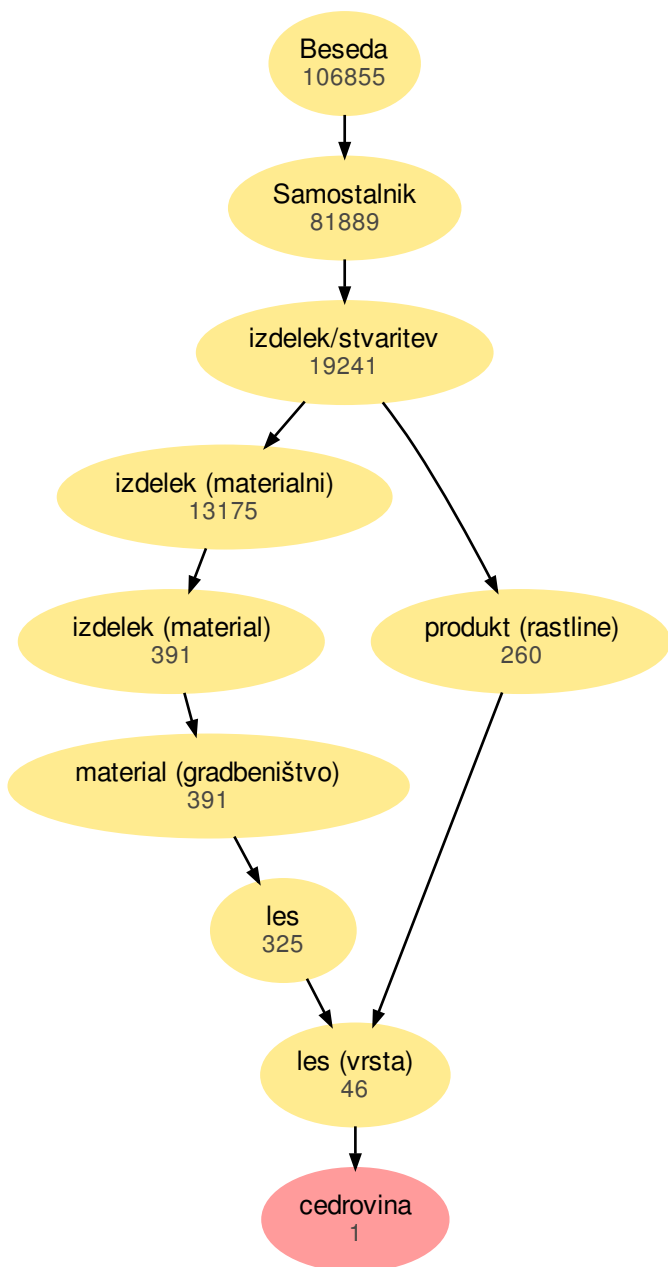 Beseda
106855
Samostalnik
81889
izdelek/stvaritev
19241
izdelek (materialni)
13175
izdelek (material)
391
produkt (rastline)
260
material (gradbeništvo)
391
les
325
les (vrsta)
46
cedrovina
1